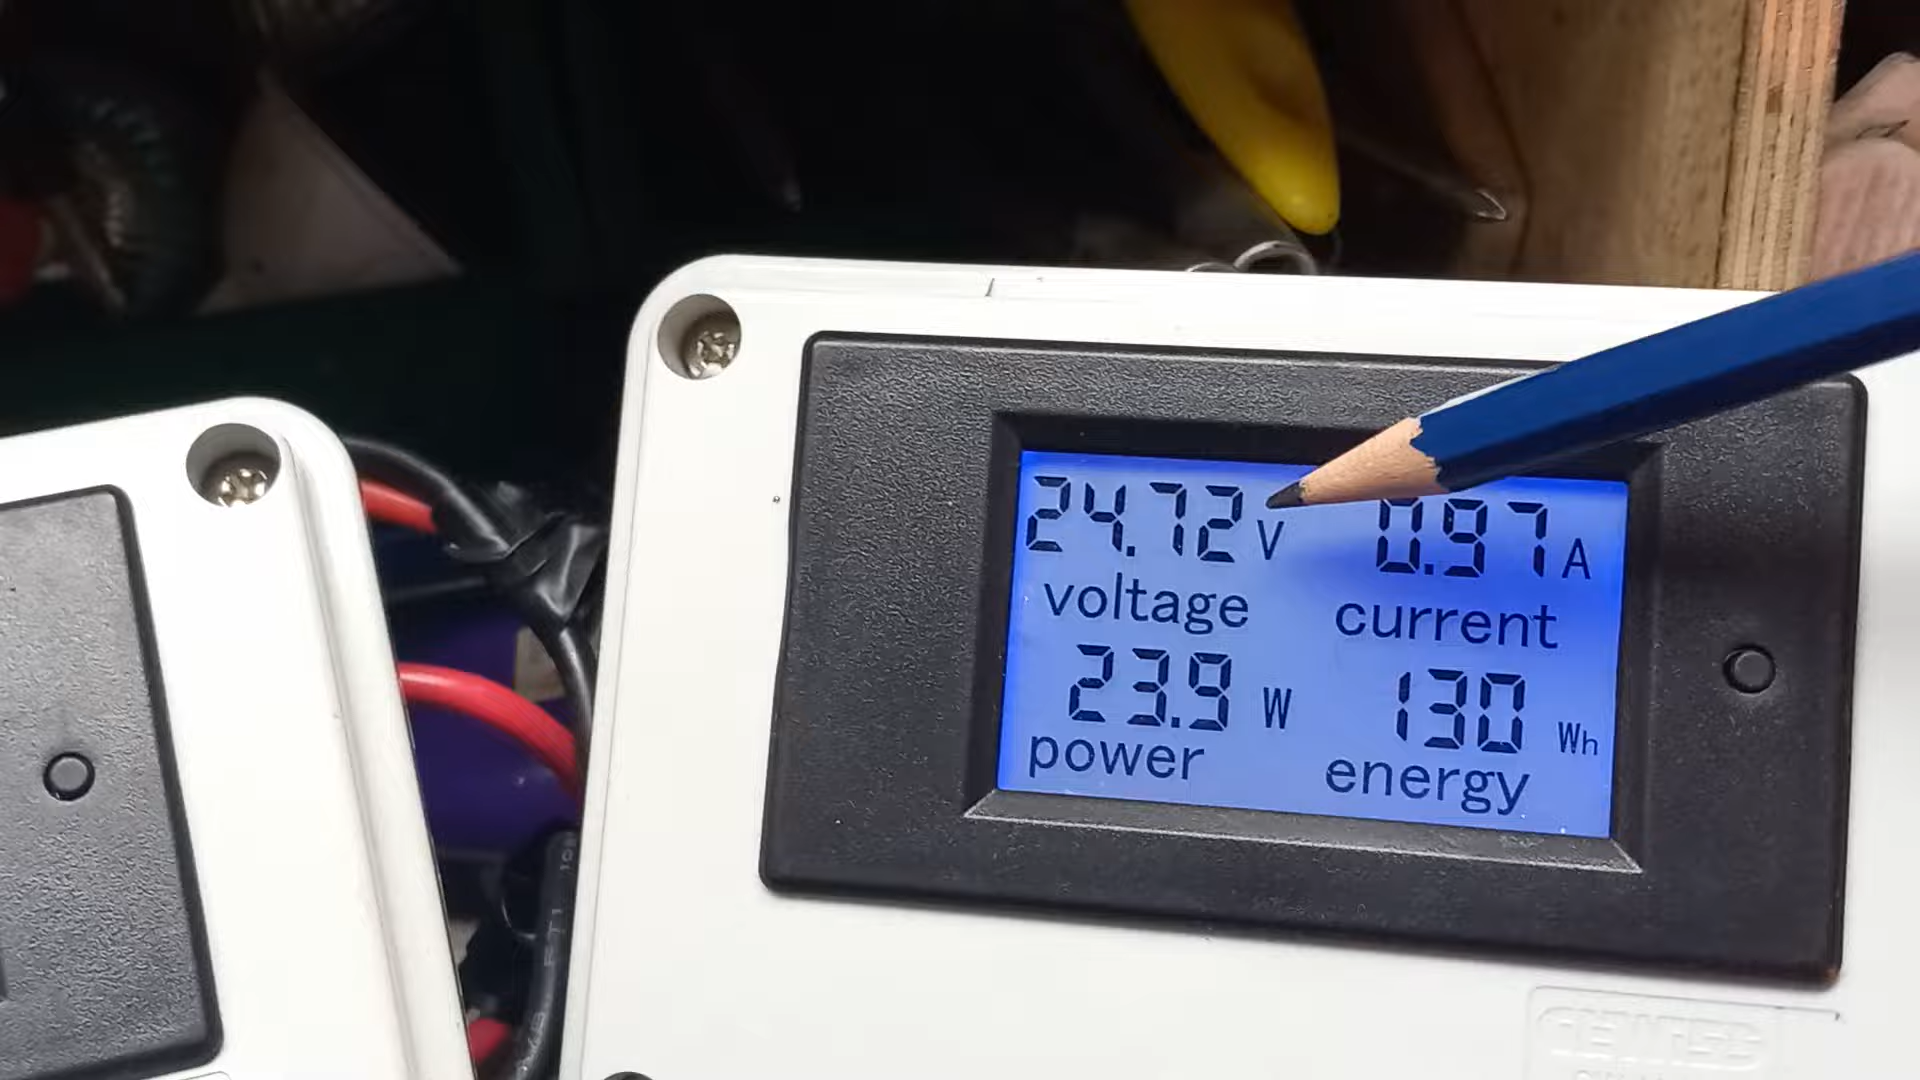 24.72 V 0.97 A
voltage current
23.9 W 130 Wh
power energy